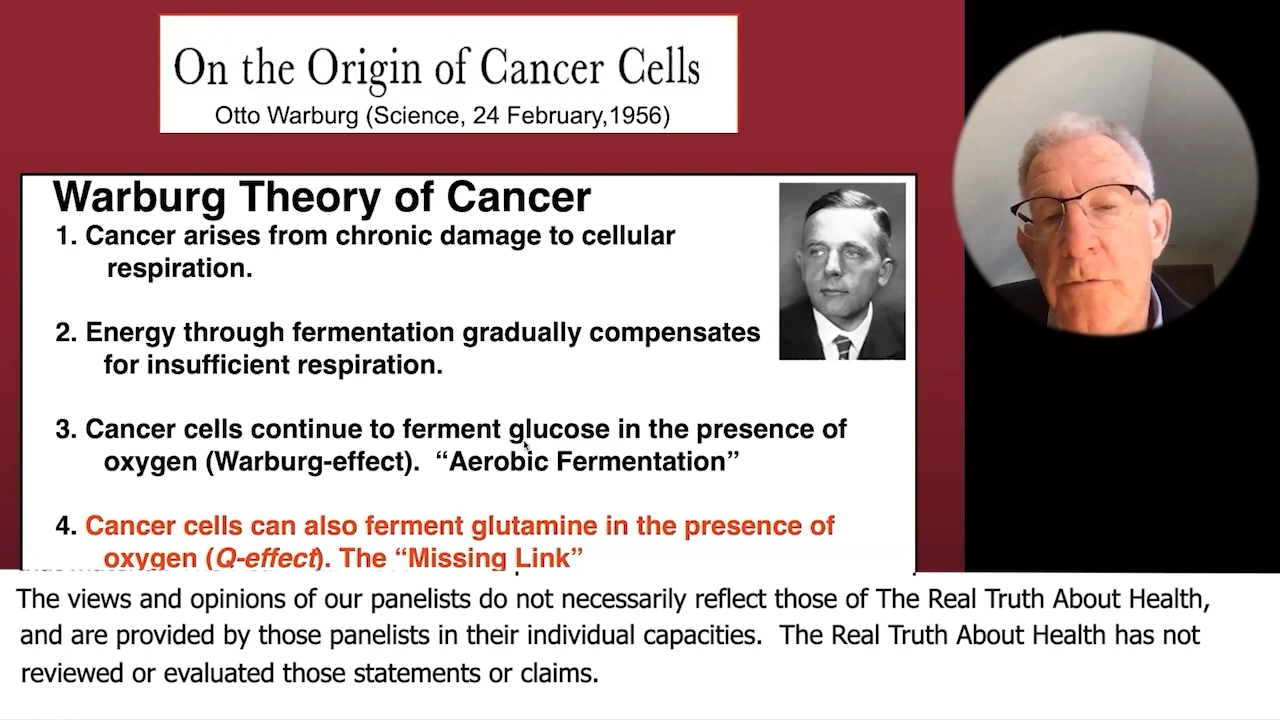 On the Origin of Cancer Cells
Otto Warburg (Science, 24 February,1956)
Warburg Theory of Cancer
1. Cancer arises from chronic damage to cellular
respiration.
2. Energy through fermentation gradually compensates
for insufficient respiration.
3. Cancer cells continue to ferment glucose in the presence of
oxygen (Warburg-effect). “Aerobic Fermentation”
4. Cancer cells can also ferment glutamine in the presence of
oxygen (Q-effect). The “Missing Link”
The views and opinions of our panelists do not necessarily reflect those of The Real Truth About Health,
and are provided by those panelists in their individual capacities. The Real Truth About Health has not
reviewed or evaluated those statements or claims.